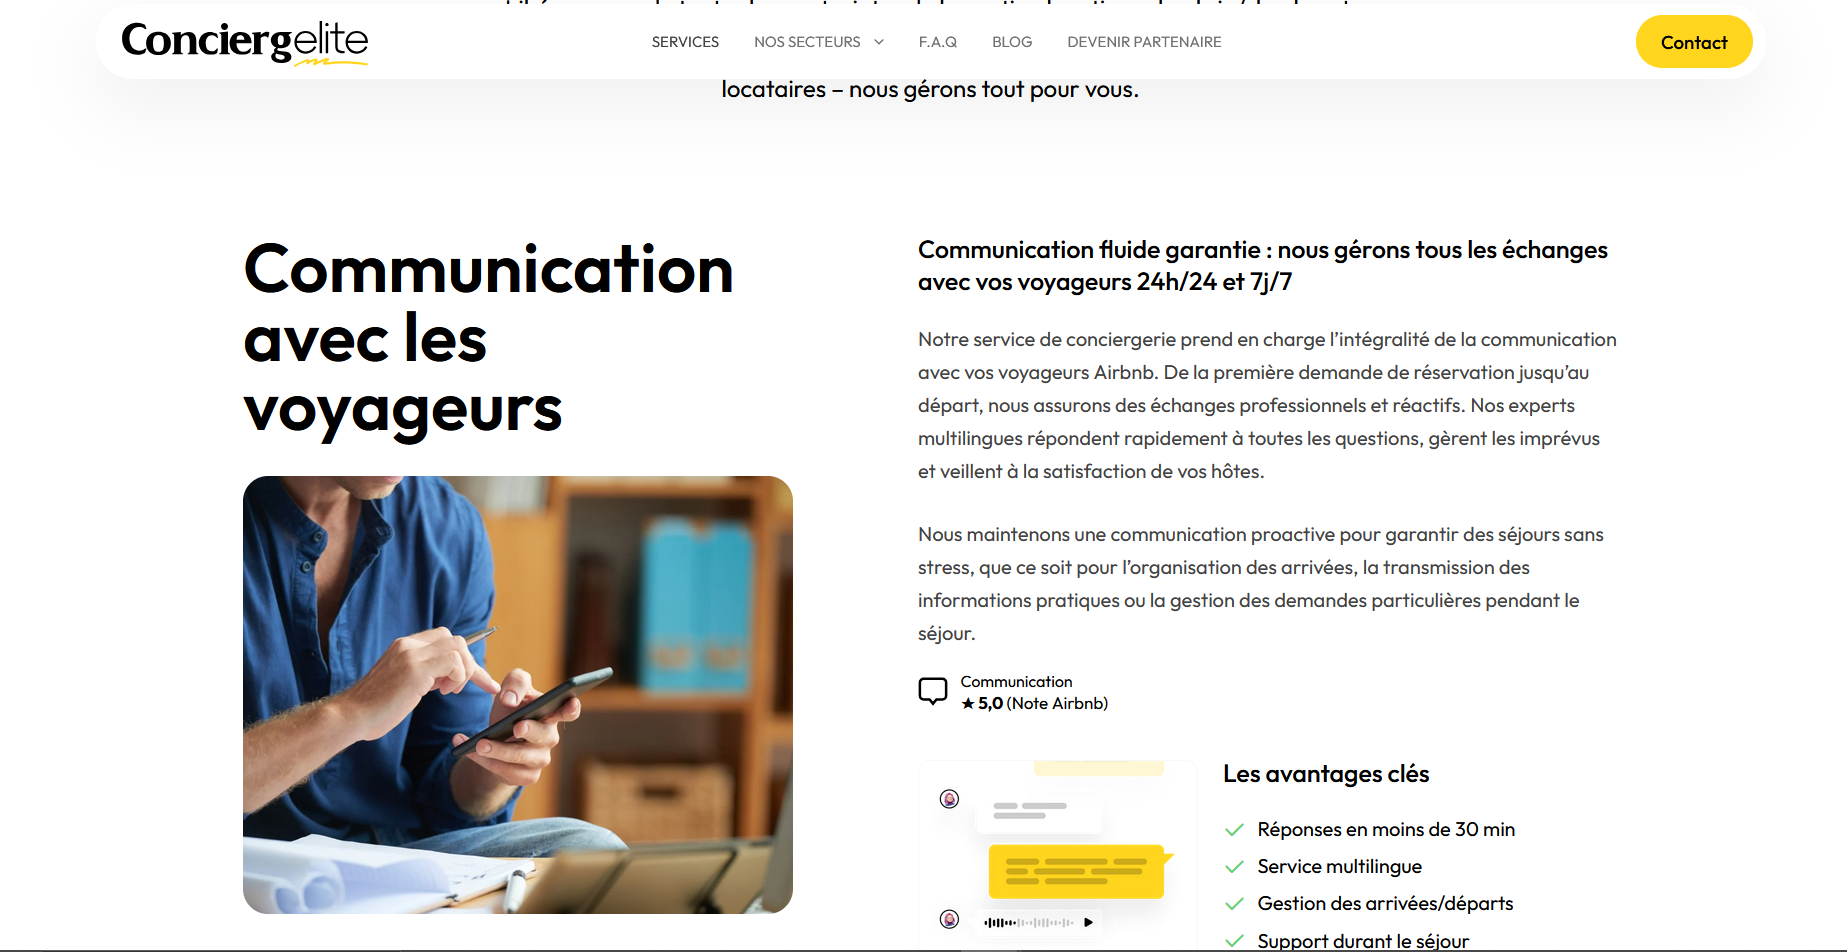 Conciergelite
SERVICES
NOS SECTEURS
F.A.Q
BLOG
DEVENIR PARTENAIRE
Contact
locataires – nous gérons tout pour vous.
Communication
avec les
voyageurs
Communication fluide garantie : nous gérons tous les échanges
avec vos voyageurs 24h/24 et 7j/7
Notre service de conciergerie prend en charge l’intégralité de la communication
avec vos voyageurs Airbnb. De la première demande de réservation jusqu’au
départ, nous assurons des échanges professionnels et réactifs. Nos experts
multilingues répondent rapidement à toutes les questions, gèrent les imprévus
et veillent à la satisfaction de vos hôtes.
Nous maintenons une communication proactive pour garantir des séjours sans
stress, que ce soit pour l’organisation des arrivées, la transmission des
informations pratiques ou la gestion des demandes particulières pendant le
séjour.
Communication
★ 5,0 (Note Airbnb)
Les avantages clés
Réponses en moins de 30 min
Service multilingue
Gestion des arrivées/départs
Support durant le séjour